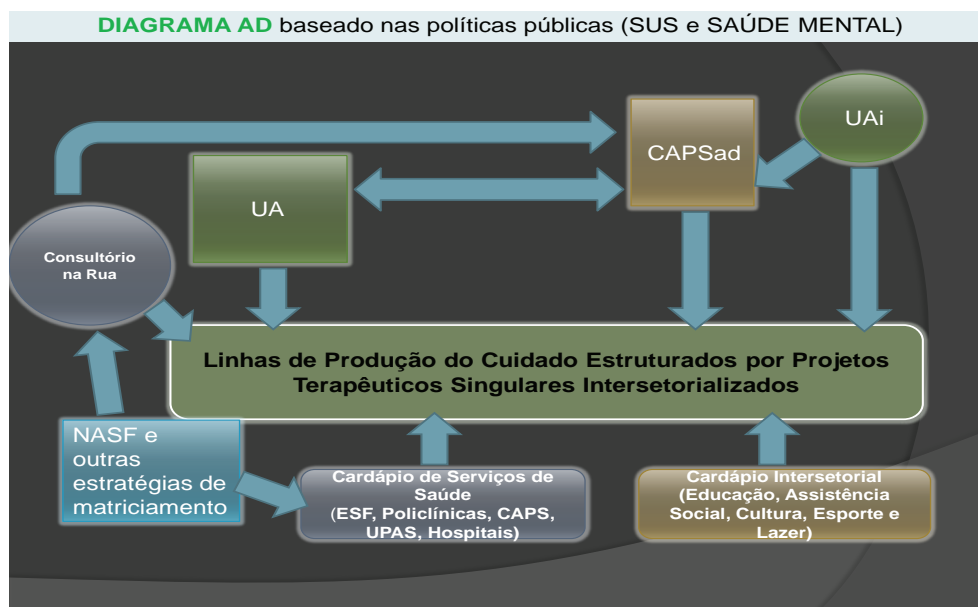 DIAGRAMA AD baseado nas políticas públicas (SUS e SAÚDE MENTAL)
UAi
CAPSad
UA
Consultório
na Rua
Linhas de Produção do Cuidado Estruturados por Projetos
Terapêuticos Singulares Intersetorializados
NASF e
outras
estratégias de
matriciamento
Cardápio de Serviços de
Saúde
(ESF, Policlínicas, CAPS,
UPAS, Hospitais)
Cardápio Intersetorial
(Educação, Assistência
Social, Cultura, Esporte e
Lazer)